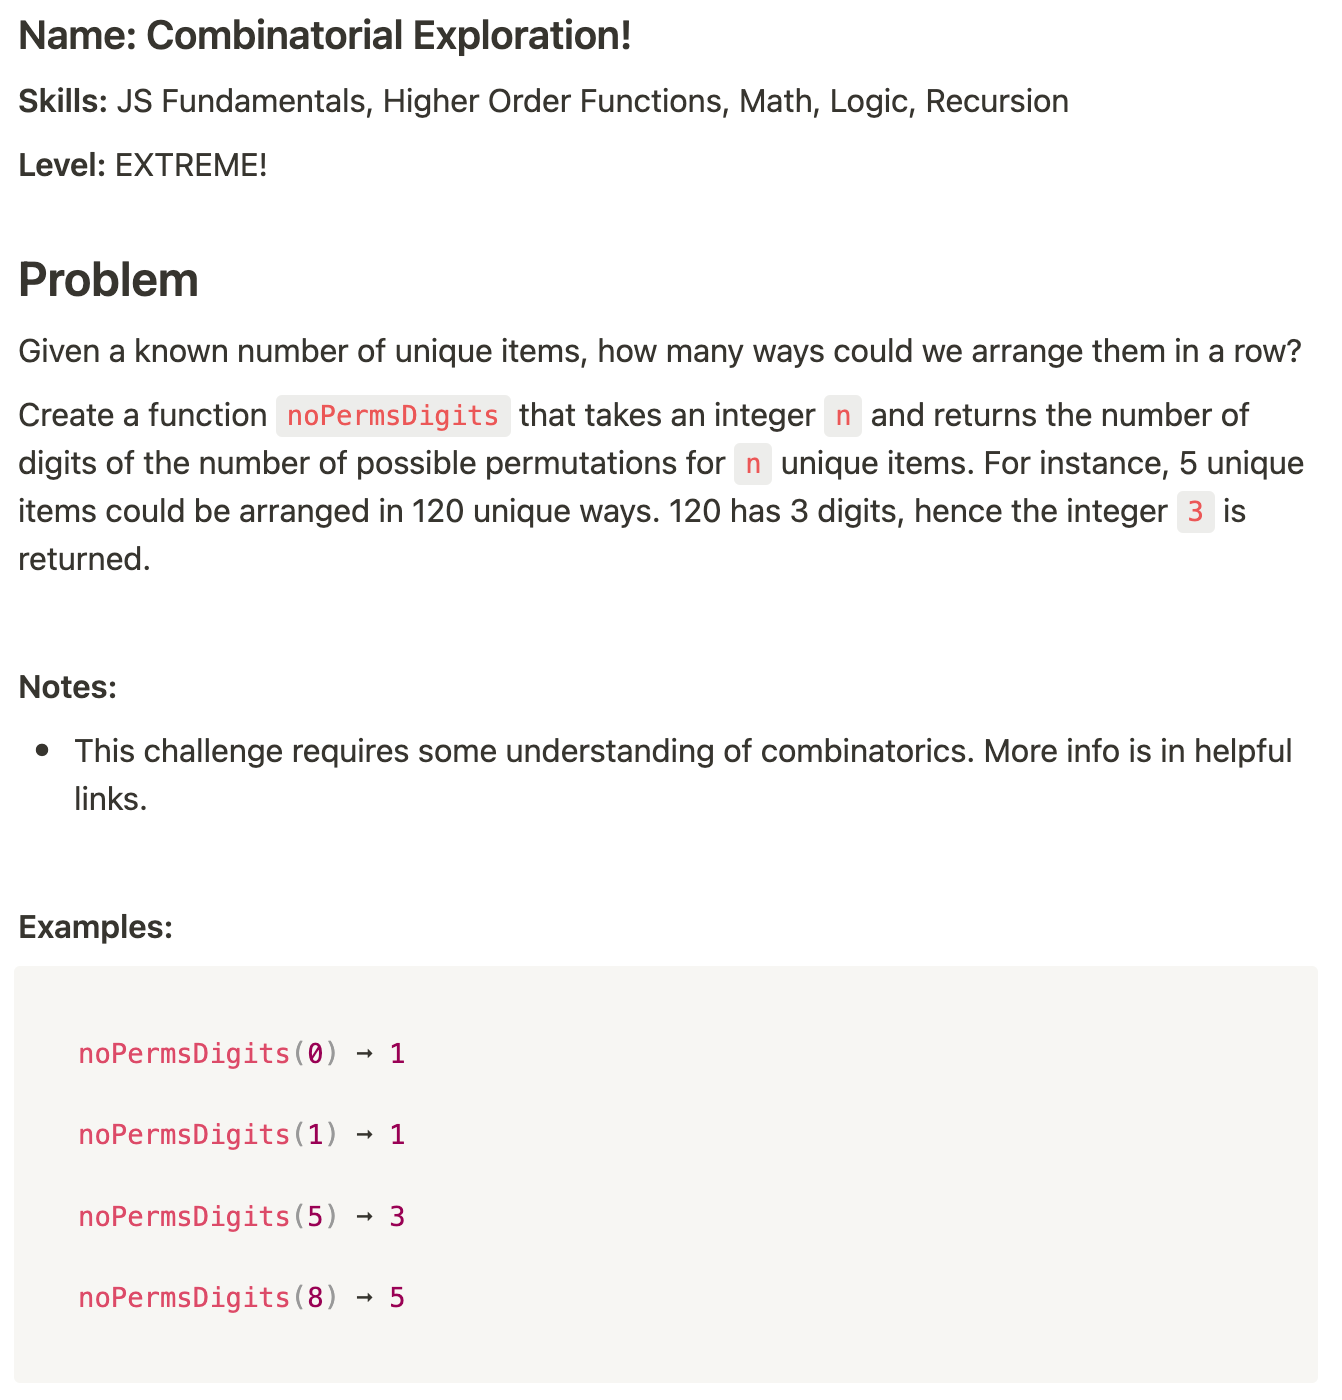 Name: Combinatorial Exploration!
Skills: JS Fundamentals, Higher Order Functions, Math, Logic, Recursion
Level: EXTREME!
Problem
Given a known number of unique items, how many ways could we arrange them in a row?
Create a function noPermsDigits that takes an integer n and returns the number of
digits of the number of possible permutations for n unique items. For instance, 5 unique
items could be arranged in 120 unique ways. 120 has 3 digits, hence the integer 3 is
returned.
Notes:
• This challenge requires some understanding of combinatorics. More info is in helpful
links.
Examples:
noPermsDigits(0) → 1
noPermsDigits(1) → 1
noPermsDigits(5) → 3
noPermsDigits(8) → 5